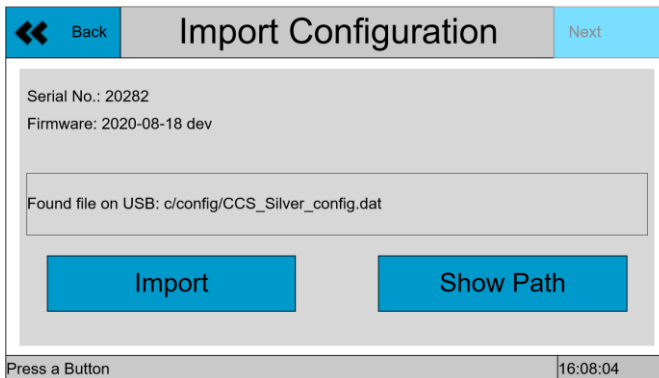 Back
Import Configuration
Next
Serial No.: 20282
Firmware: 2020-08-18 dev
Found file on USB: c/config/CCS_Silver_config.dat
Import
Show Path
Press a Button
16:08:04